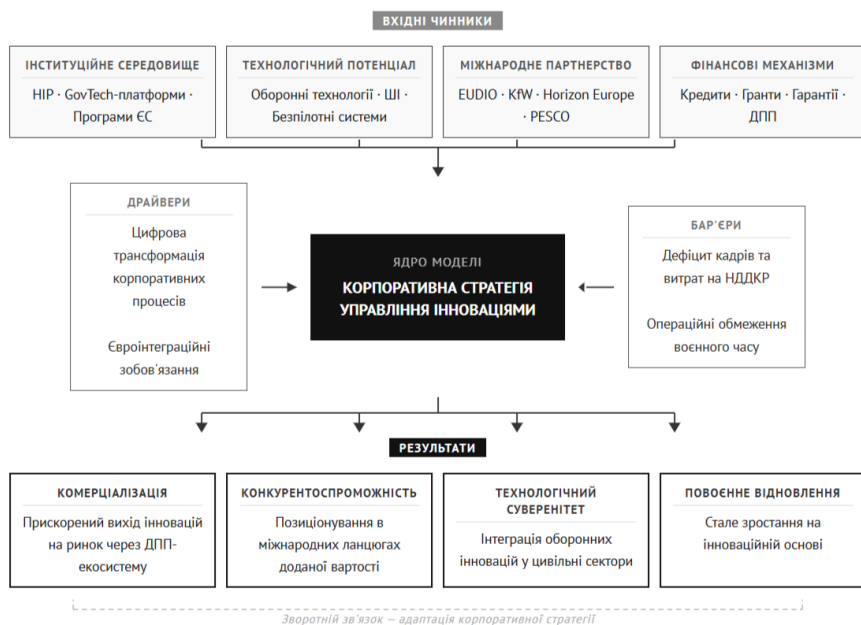 ВХІДНІ ЧИННИКИ
ІНСТИТУЦІЙНЕ СЕРЕДОВИЩЕ
НІР · GovTech-платформи ·
Програми ЄС
ТЕХНОЛОГІЧНИЙ ПОТЕНЦІАЛ
Оборонні технології · ШІ ·
Безпілотні системи
МІЖНАРОДНЕ ПАРТНЕРСТВО
EUDIO · KfW · Horizon Europe
· PESCO
ФІНАНСОВІ МЕХАНІЗМИ
Кредити · Гранти · Гарантії ·
ДПП
ДРАЙВЕРИ
Цифрова
трансформація
корпоративних
процесів
Євроінтеграційні
зобов'язання
ЯДРО МОДЕЛІ
КОРПОРАТИВНА СТРАТЕГІЯ
УПРАВЛІННЯ ІННОВАЦІЯМИ
БАР'ЄРИ
Дефіцит кадрів та
витрат на НДДКР
Операційні обмеження
воєнного часу
РЕЗУЛЬТАТИ
КОМЕРЦІАЛІЗАЦІЯ
Прискорений вихід інновацій
на ринок через ДПП-
екосистему
КОНКУРЕНТОСПРОМОЖНІСТЬ
Позиціонування в
міжнародних ланцюгах
доданої вартості
ТЕХНОЛОГІЧНИЙ
СУВЕРЕНІТЕТ
Інтеграція оборонних
інновацій у цивільні сектори
ПОВОЄННЕ ВІДНОВЛЕННЯ
Стале зростання на
інноваційній основі
Зворотній зв'язок — адаптація корпоративної стратегії